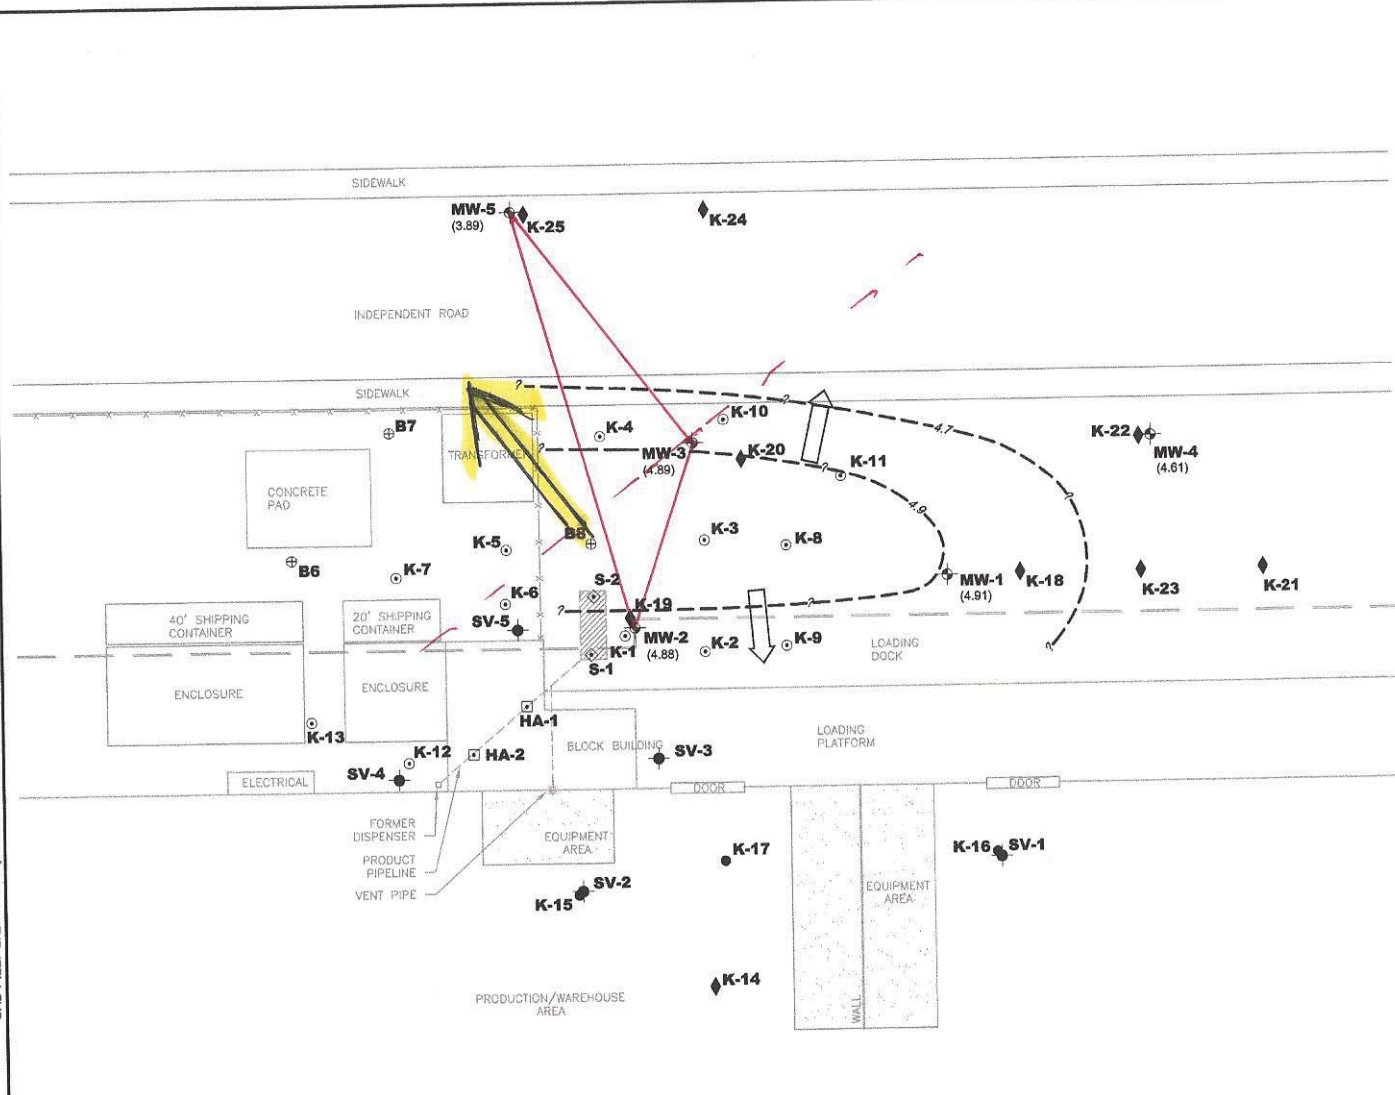 SIDEWALK
MW-5
(3.89)
K-25
K-24
INDEPENDENT ROAD
SIDEWALK
?
?
4.7
B7
K-4
K-10
TRANSFORMER
?
MW-3
(4.89)
K-20
?
K-11
K-22
MW-4
(4.61)
CONCRETE
PAD
4.9
?
B8
K-5
K-3
K-8
B6
K-7
S-2
MW-1
(4.91)
K-18
K-23
K-21
40' SHIPPING
CONTAINER
20' SHIPPING
CONTAINER
K-6
SV-5
?
K-19
?
MW-2
(4.88)
K-1
S-1
K-2
K-9
LOADING
DOCK
?
ENCLOSURE
ENCLOSURE
HA-1
K-13
K-12
HA-2
BLOCK BUILDING
SV-3
LOADING
PLATFORM
ELECTRICAL
SV-4
DOOR
DOOR
FORMER
DISPENSER
PRODUCT
PIPELINE
VENT PIPE
EQUIPMENT
AREA
K-17
K-16
SV-1
SV-2
K-15
EQUIPMENT
AREA
K-14
PRODUCTION/WAREHOUSE
AREA
WALL